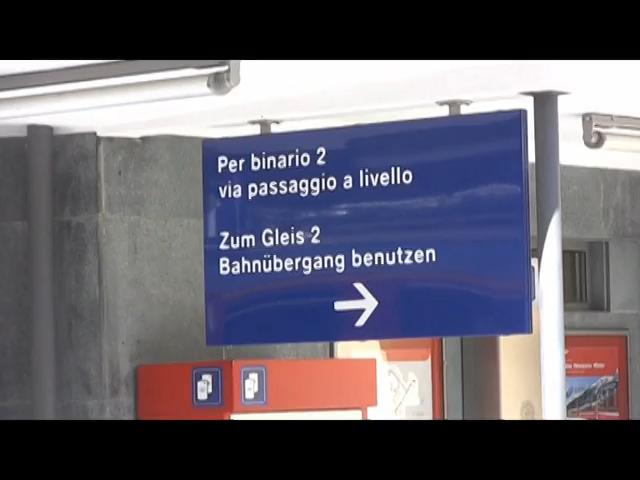 Per binario 2
via passaggio a livello
Zum Gleis 2
Bahnübergang benutzen